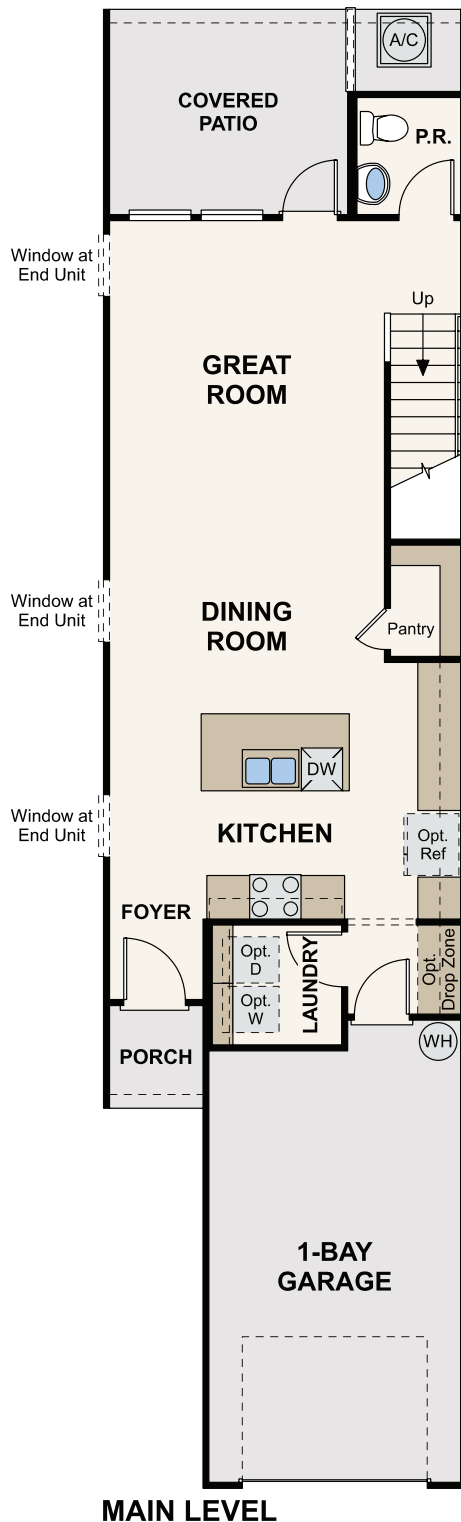 A/C
COVERED
PATIO
P.R.
Window at
End Unit
Up
GREAT
ROOM
Window at
End Unit
DINING
ROOM
Pantry
DW
Window at
End Unit
KITCHEN
Opt.
Ref
FOYER
Opt.
D
Opt.
W
LAUNDRY
Opt.
Drop Zone
WH
PORCH
1-BAY
GARAGE
MAIN LEVEL